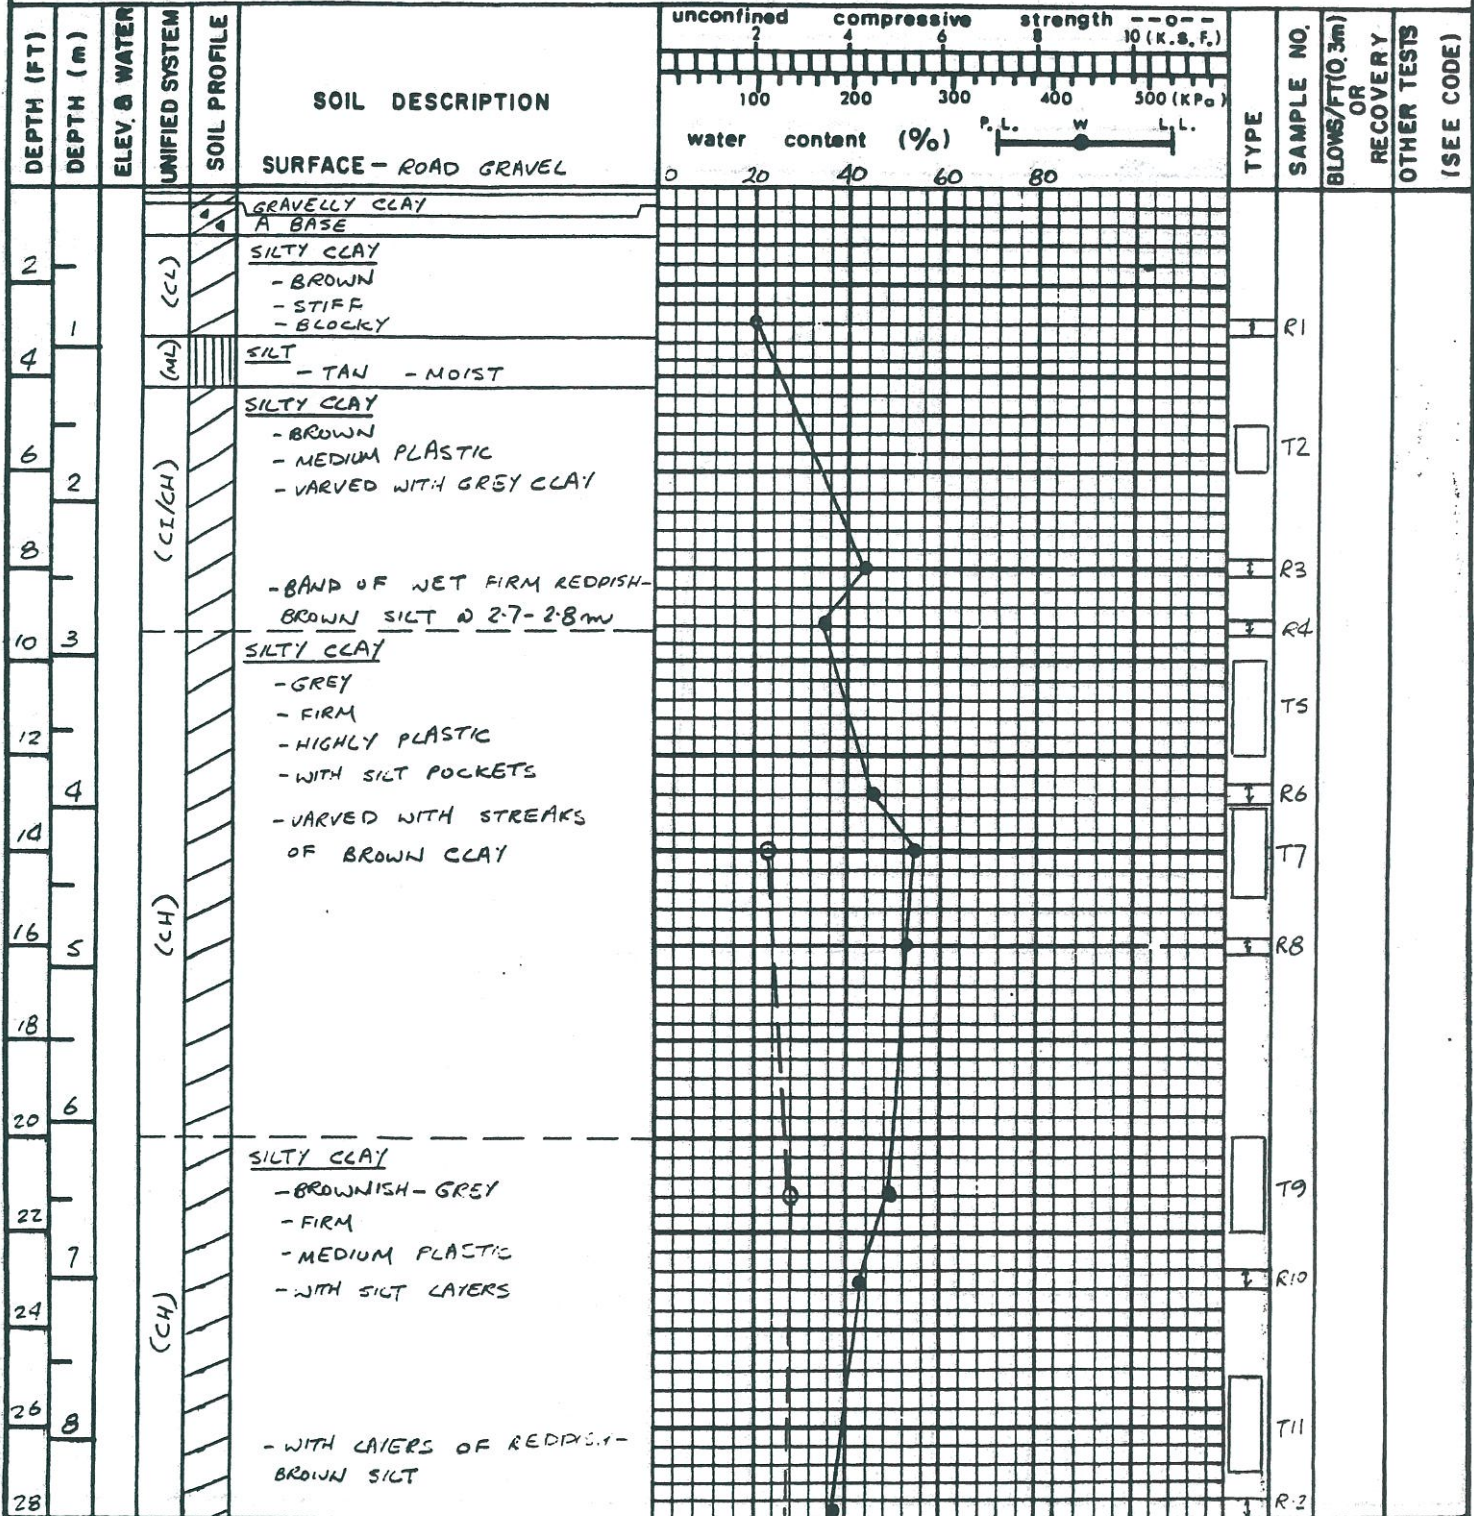 DEPTH (FT)
DEPTH (m)
ELEV. & WATER
UNIFIED SYSTEM
SOIL PROFILE
SOIL DESCRIPTION
SURFACE – ROAD GRAVEL
unconfined compressive strength --o--
2 4 6 8 10 (K.S.F.)
100 200 300 400 500 (KPa)
water content (%) P.L. W L.L.
0 20 40 60 80
TYPE
SAMPLE NO.
BLOWS/FT(0.3m)
OR
RECOVERY
OTHER TESTS
(SEE CODE)
GRAVELLY CLAY
A BASE
(CL)
SILTY CLAY
- BROWN
- STIFF
- BLOCKY
2
1
R1
(ML)
SILT
- TAN - MOIST
4
(CI/CH)
SILTY CLAY
- BROWN
- MEDIUM PLASTIC
- VARVED WITH GREY CLAY
6
2
T2
8
R3
- BAND OF WET FIRM REDDISH-
BROWN SILT @ 2.7-2.8m
R4
10
3
(CH)
SILTY CLAY
- GREY
- FIRM
- HIGHLY PLASTIC
- WITH SILT POCKETS
- VARVED WITH STREAKS
OF BROWN CLAY
T5
12
4
R6
14
T7
16
5
R8
18
20
6
(CH)
SILTY CLAY
- BROWNISH-GREY
- FIRM
- MEDIUM PLASTIC
- WITH SILT LAYERS
T9
22
7
R10
24
26
8
T11
- WITH LAYERS OF REDDISH-
BROWN SILT
28